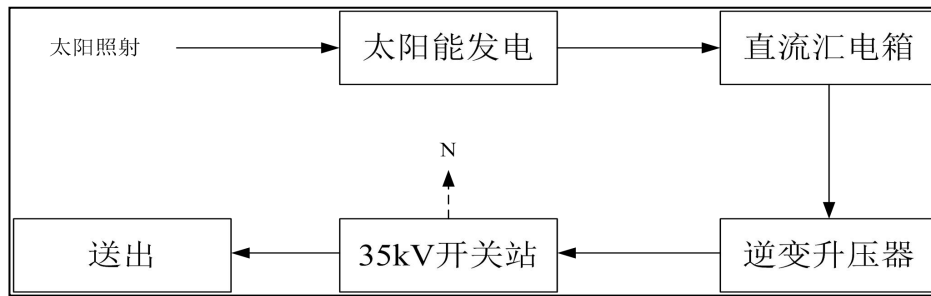 太阳照射
太阳能发电
直流汇电箱
N
送出
35kV开关站
逆变升压器